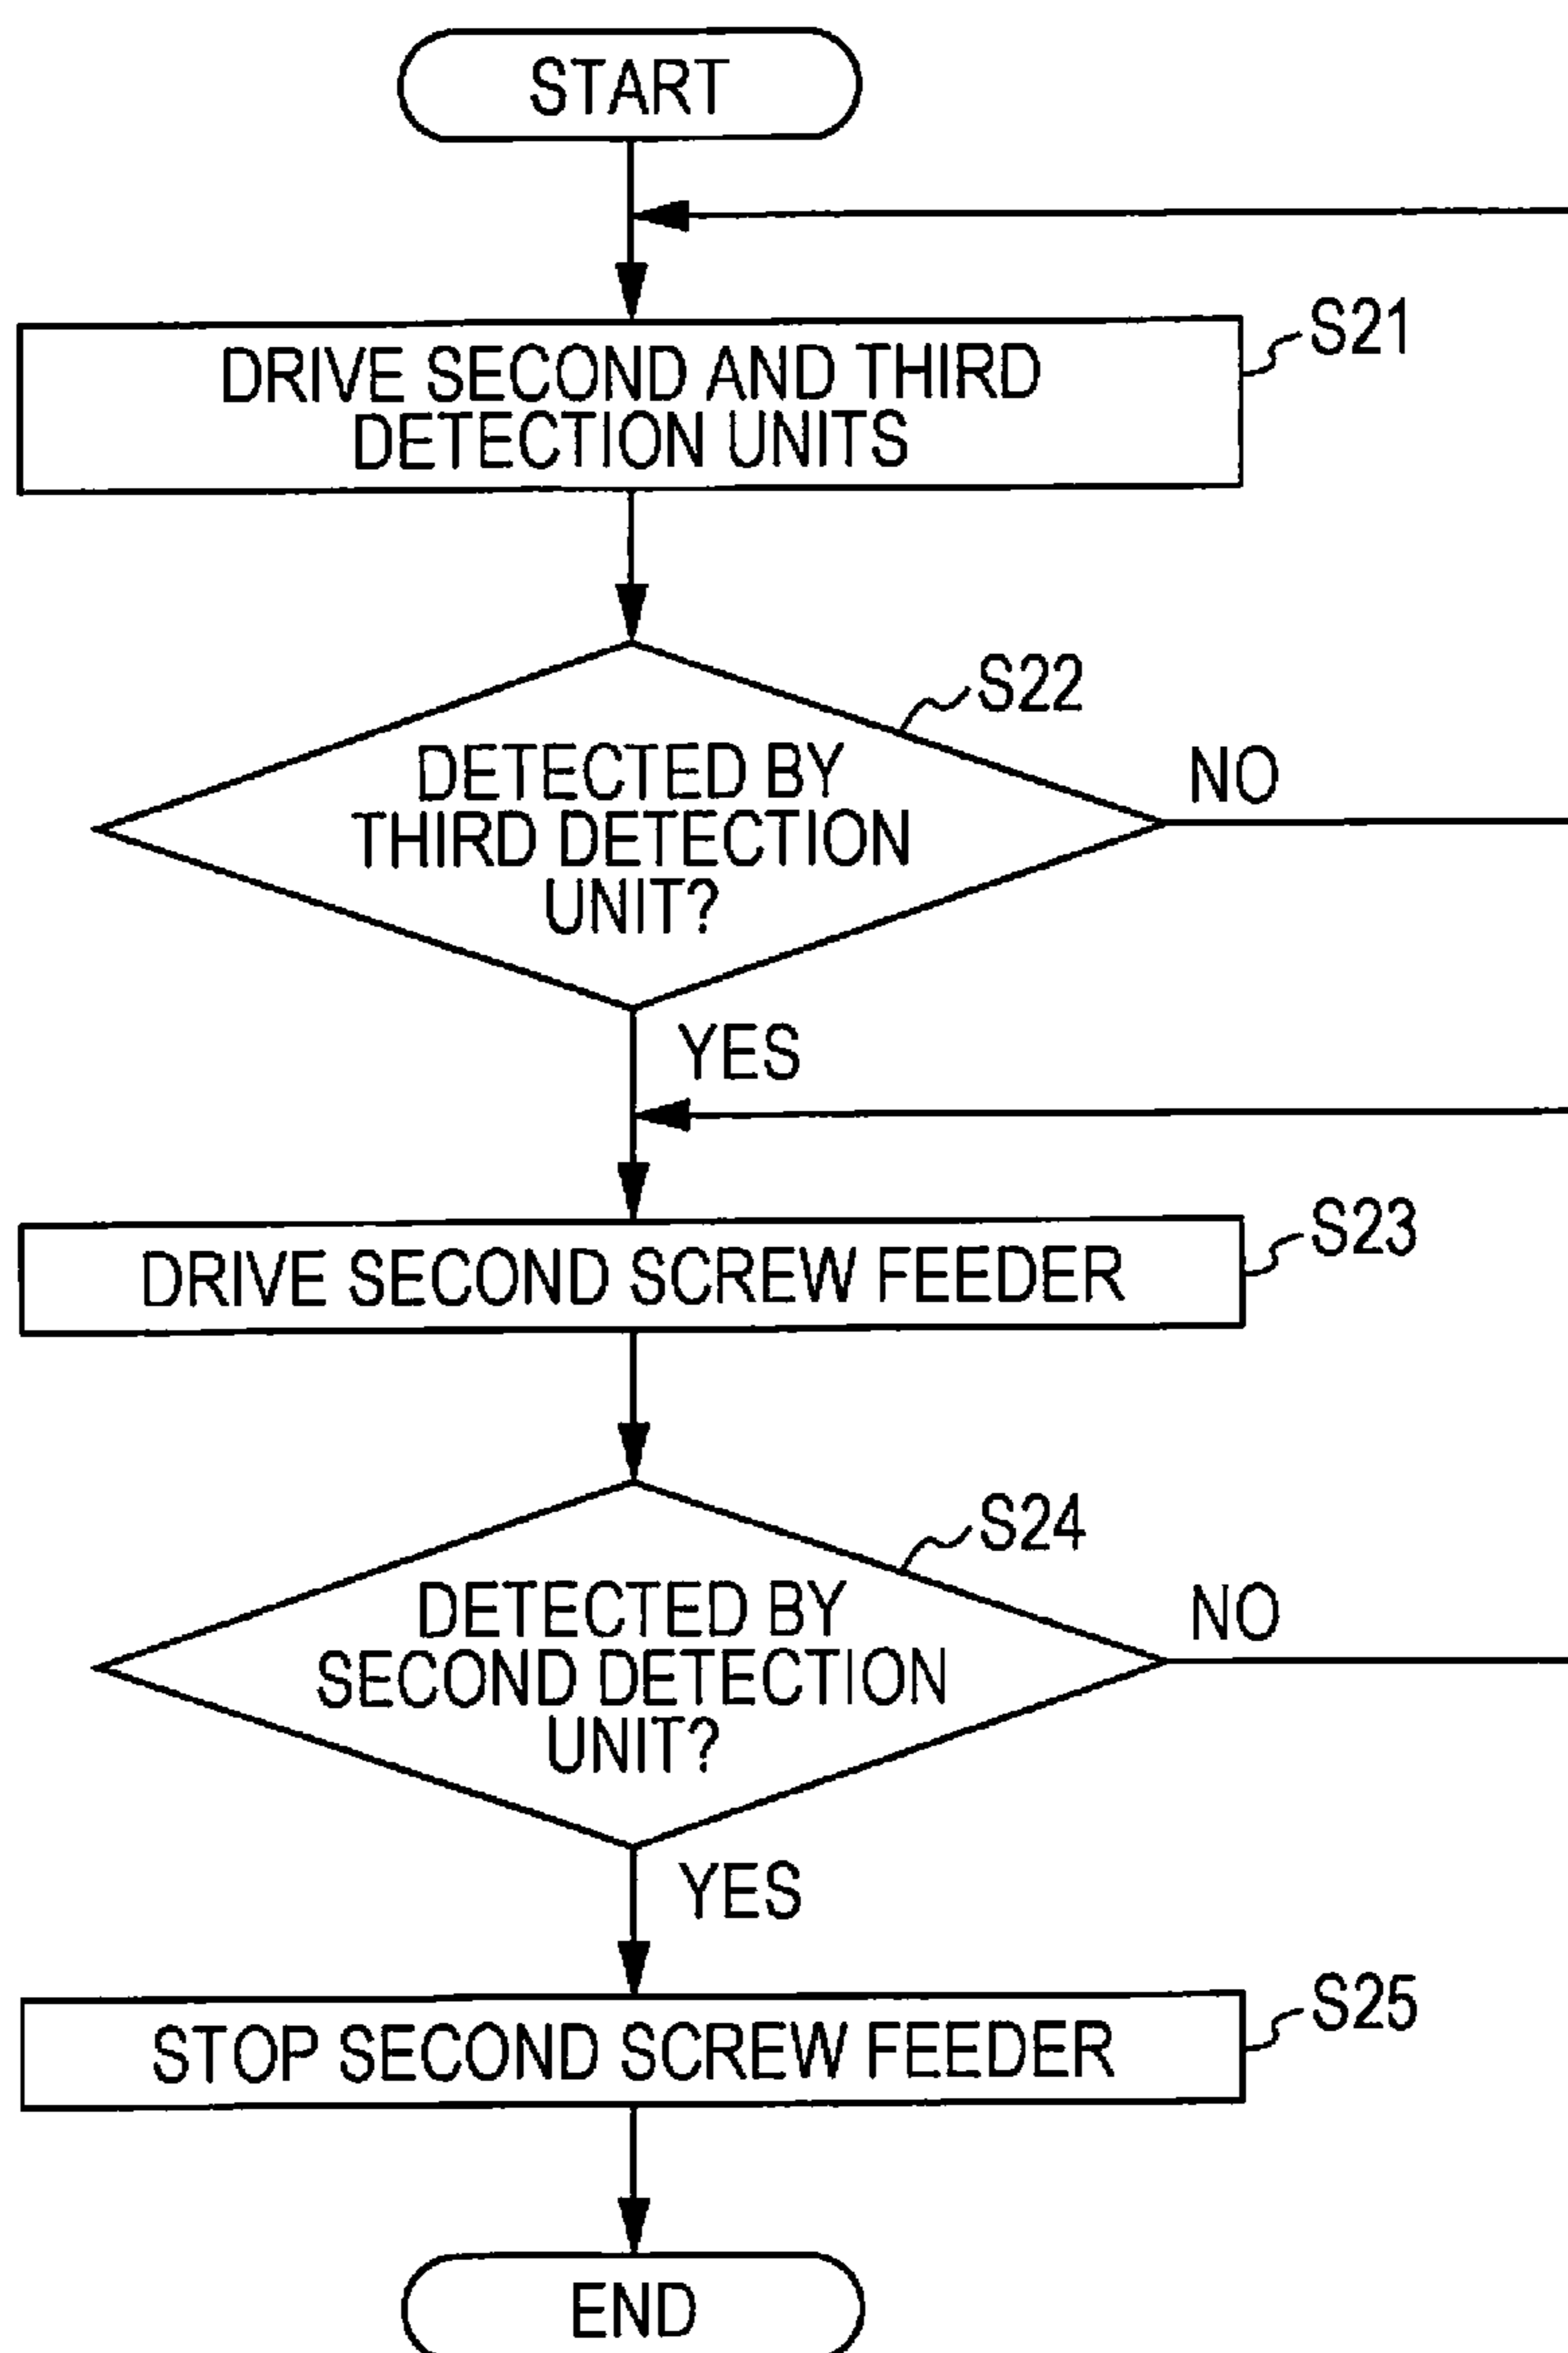 START
S21
DRIVE SECOND AND THIRD
DETECTION UNITS
S22
DETECTED BY
THIRD DETECTION
UNIT?
NO
YES
S23
DRIVE SECOND SCREW FEEDER
S24
DETECTED BY
SECOND DETECTION
UNIT?
NO
YES
S25
STOP SECOND SCREW FEEDER
END